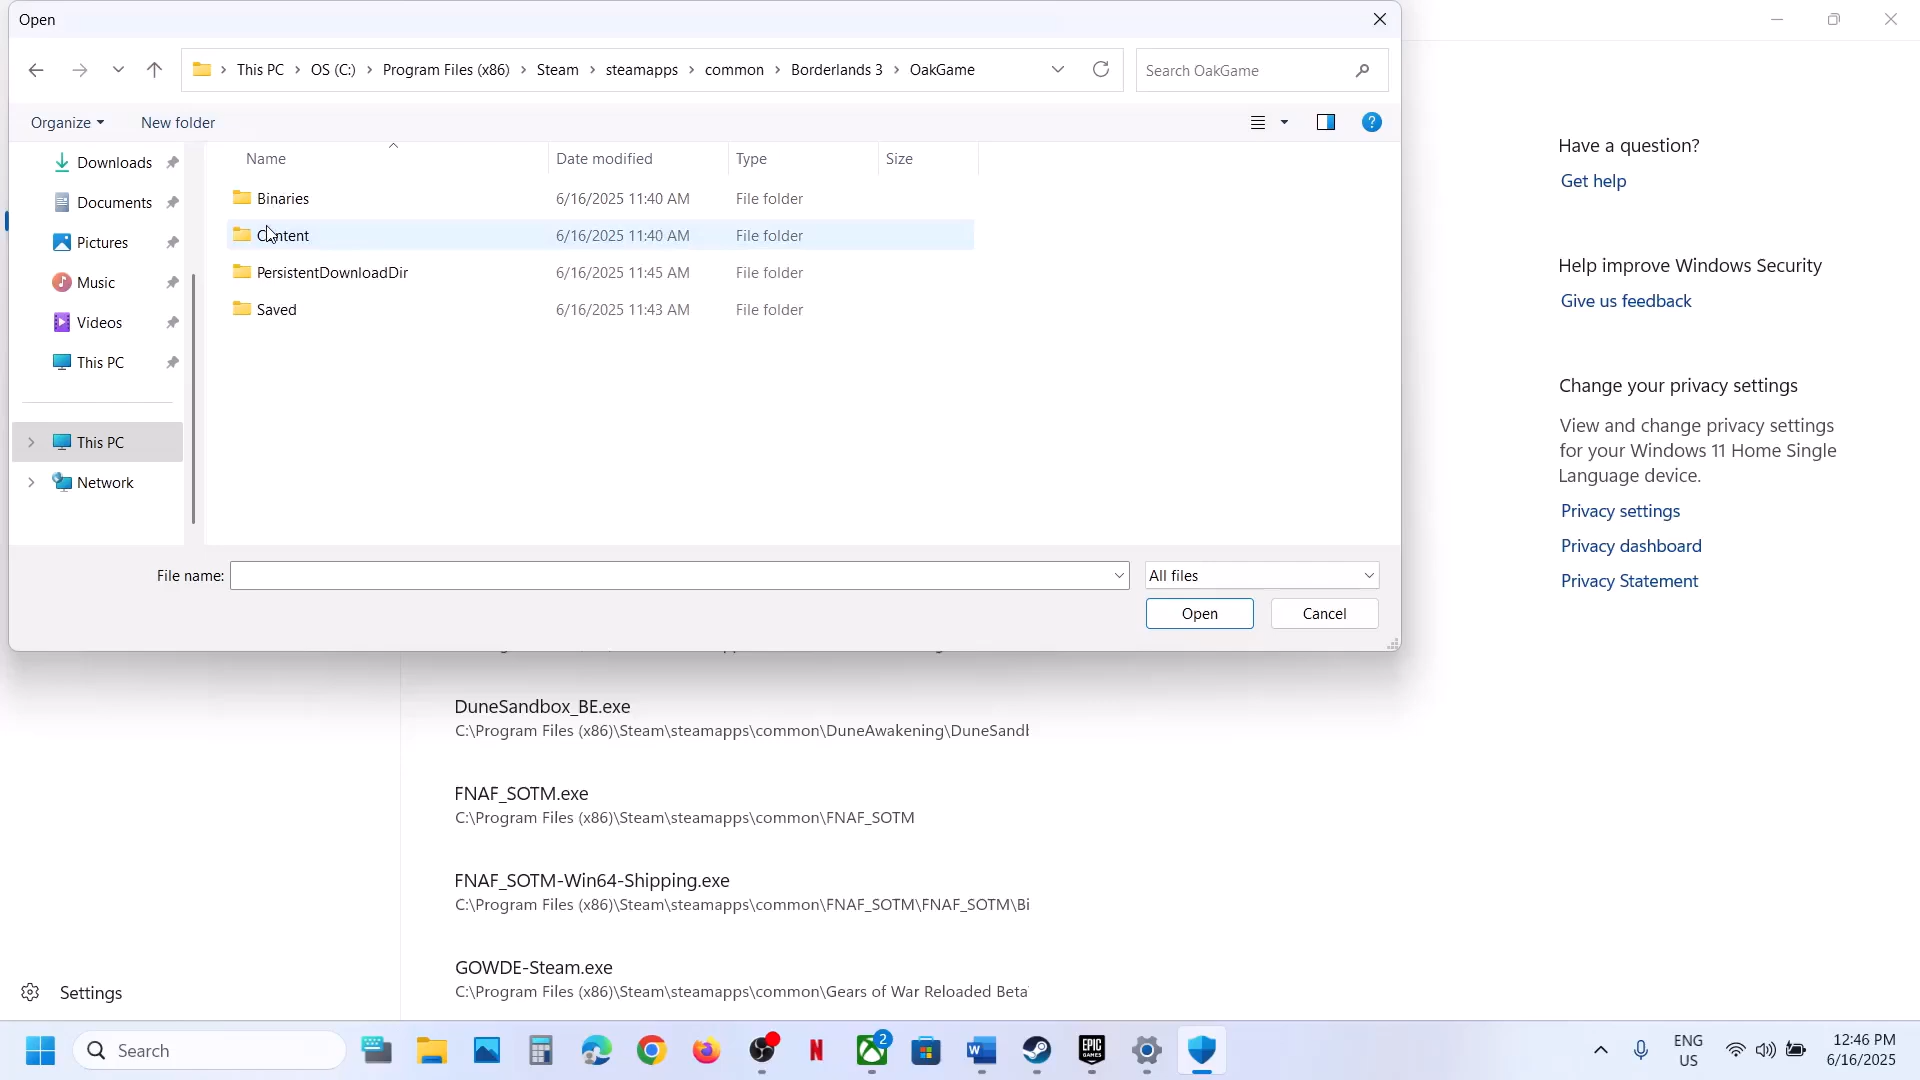 Open
This PC > OS (C:) > Program Files (x86) > Steam > steamapps > common > Borderlands 3 > OakGame
Search OakGame
Organize
New folder
Name
Date modified
Type
Size
Downloads
Documents
Pictures
Music
Videos
This PC
This PC
Network
Binaries 6/16/2025 11:40 AM File folder
Content 6/16/2025 11:40 AM File folder
PersistentDownloadDir 6/16/2025 11:45 AM File folder
Saved 6/16/2025 11:43 AM File folder
File name:
All files
Open
Cancel
Have a question?
Get help
Help improve Windows Security
Give us feedback
Change your privacy settings
View and change privacy settings
for your Windows 11 Home Single
Language device.
Privacy settings
Privacy dashboard
Privacy Statement
DuneSandbox_BE.exe
C:\Program Files (x86)\Steam\steamapps\common\DuneAwakening\DuneSandl
FNAF_SOTM.exe
C:\Program Files (x86)\Steam\steamapps\common\FNAF_SOTM
FNAF_SOTM-Win64-Shipping.exe
C:\Program Files (x86)\Steam\steamapps\common\FNAF_SOTM\FNAF_SOTM\Bi
GOWDE-Steam.exe
C:\Program Files (x86)\Steam\steamapps\common\Gears of War Reloaded Beta
Settings
Search
2
EPIC
GAMES
ENG
US
12:46 PM
6/16/2025